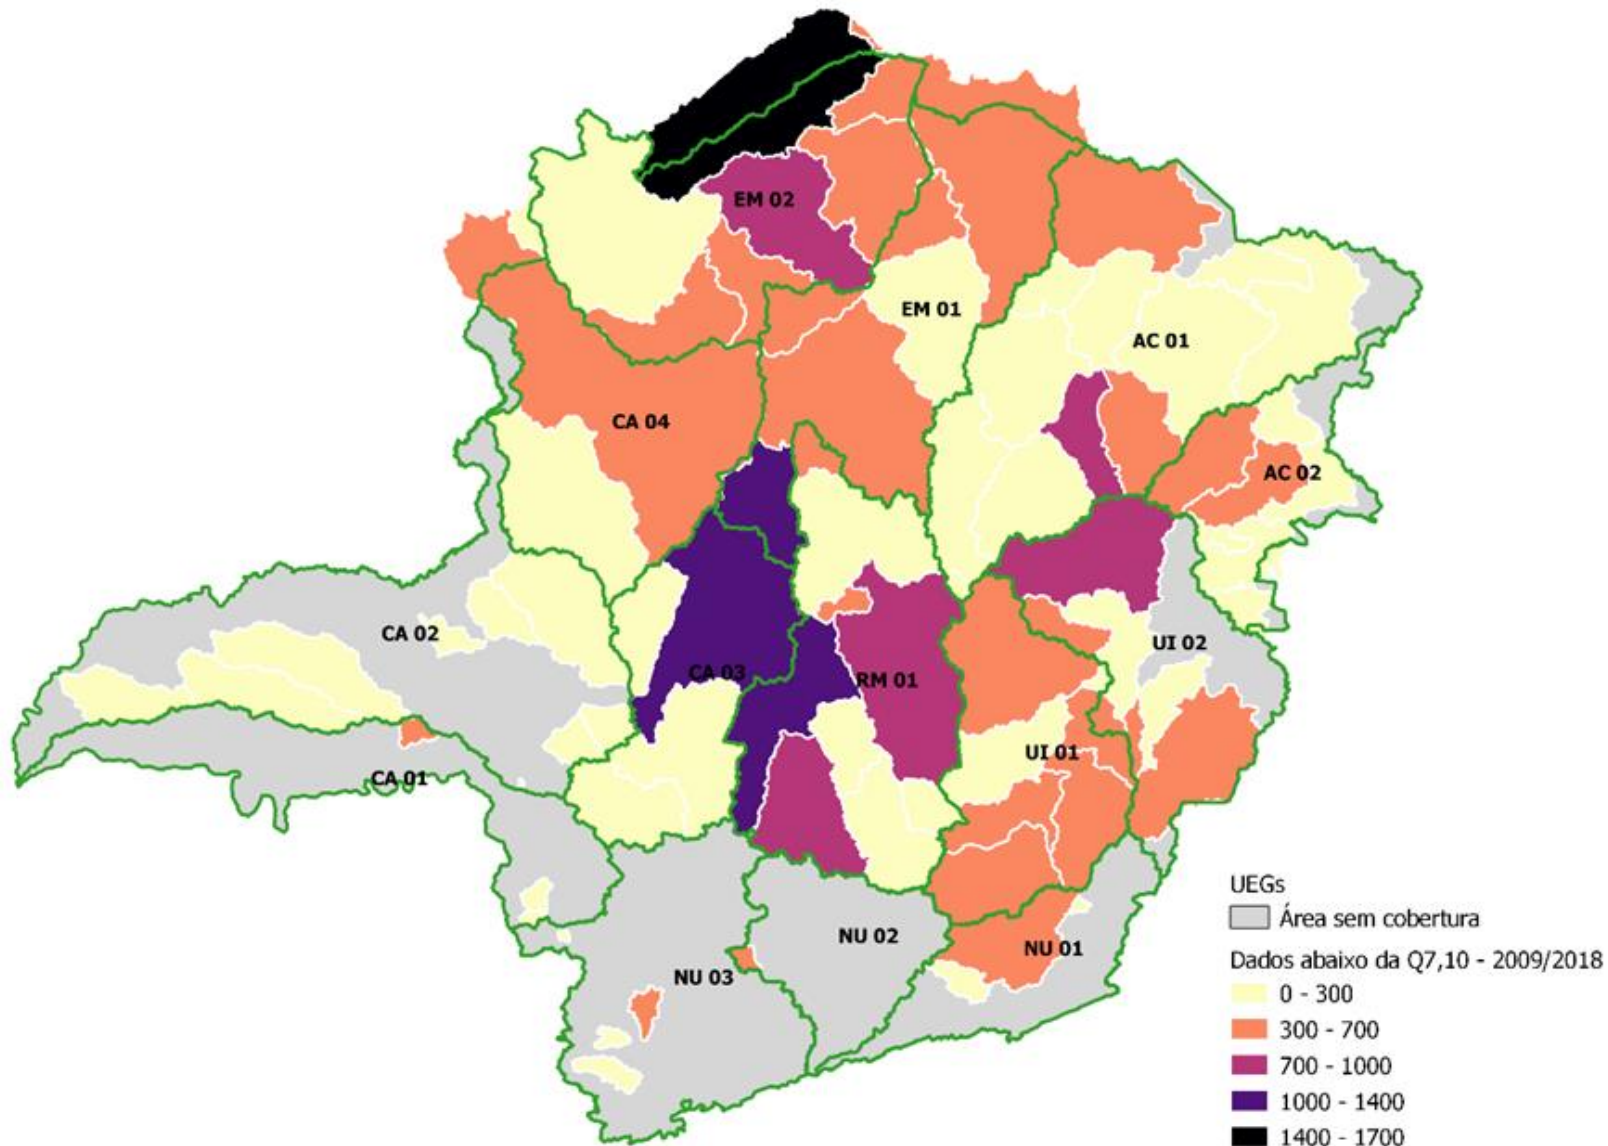 EM 02
EM 01
AC 01
CA 04
AC 02
CA 02
UI 02
CA 03
RM 01
UI 01
CA 01
NU 02
NU 01
NU 03
UEGs
Área sem cobertura
Dados abaixo da Q7,10 - 2009/2018
0 - 300
300 - 700
700 - 1000
1000 - 1400
1400 - 1700